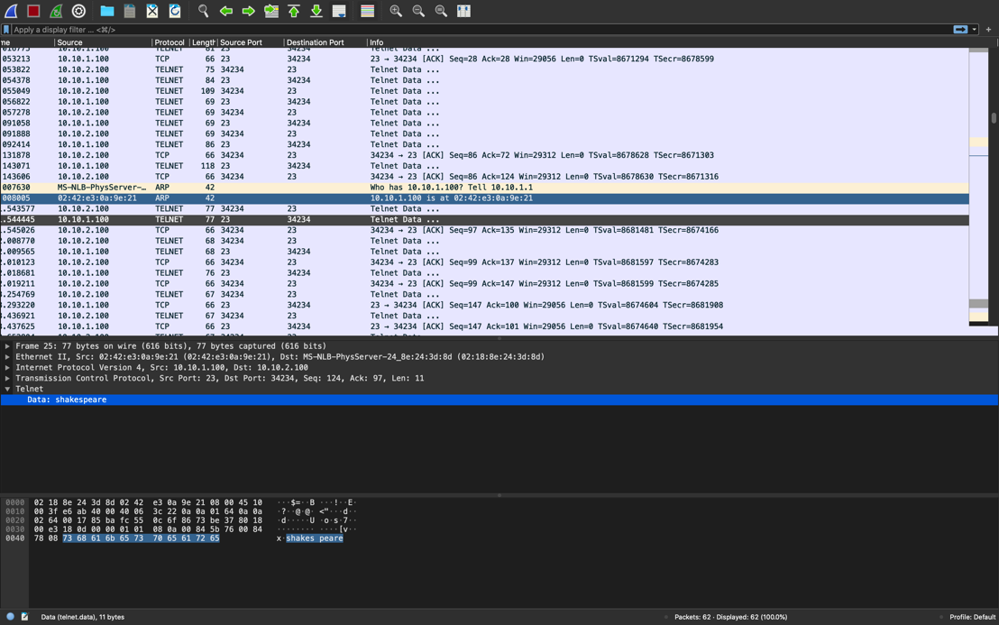 Apply a display filter … <⌘/>
me Source Protocol Length Source Port Destination Port Info
016775 10.10.1.100 TELNET 81 23 34234 Telnet Data ...
053213 10.10.1.100 TCP 66 23 34234 23 → 34234 [ACK] Seq=28 Ack=28 Win=29056 Len=0 TSval=8671294 TSecr=8678599
053822 10.10.2.100 TELNET 75 34234 23 Telnet Data ...
054378 10.10.1.100 TELNET 84 23 34234 Telnet Data ...
055049 10.10.2.100 TELNET 109 34234 23 Telnet Data ...
056822 10.10.1.100 TELNET 69 23 34234 Telnet Data ...
057278 10.10.2.100 TELNET 69 34234 23 Telnet Data ...
091058 10.10.1.100 TELNET 69 23 34234 Telnet Data ...
091888 10.10.2.100 TELNET 69 34234 23 Telnet Data ...
092414 10.10.1.100 TELNET 86 23 34234 Telnet Data ...
131878 10.10.2.100 TCP 66 34234 23 34234 → 23 [ACK] Seq=86 Ack=72 Win=29312 Len=0 TSval=8678628 TSecr=8671303
143071 10.10.1.100 TELNET 118 23 34234 Telnet Data ...
143606 10.10.2.100 TCP 66 34234 23 34234 → 23 [ACK] Seq=86 Ack=124 Win=29312 Len=0 TSval=8678630 TSecr=8671316
007630 MS-NLB-PhysServer-… ARP 42 Who has 10.10.1.100? Tell 10.10.1.1
008005 02:42:e3:0a:9e:21 ARP 42 10.10.1.100 is at 02:42:e3:0a:9e:21
.543577 10.10.2.100 TELNET 77 34234 23 Telnet Data ...
.544445 10.10.1.100 TELNET 77 23 34234 Telnet Data ...
.545026 10.10.2.100 TCP 66 34234 23 34234 → 23 [ACK] Seq=97 Ack=135 Win=29312 Len=0 TSval=8681481 TSecr=8674166
.008770 10.10.2.100 TELNET 68 34234 23 Telnet Data ...
.009565 10.10.1.100 TELNET 68 23 34234 Telnet Data ...
.010123 10.10.2.100 TCP 66 34234 23 34234 → 23 [ACK] Seq=99 Ack=137 Win=29312 Len=0 TSval=8681597 TSecr=8674283
.018681 10.10.1.100 TELNET 76 23 34234 Telnet Data ...
.019211 10.10.2.100 TCP 66 34234 23 34234 → 23 [ACK] Seq=99 Ack=147 Win=29312 Len=0 TSval=8681599 TSecr=8674285
.254769 10.10.2.100 TELNET 67 34234 23 Telnet Data ...
.293220 10.10.1.100 TCP 66 23 34234 23 → 34234 [ACK] Seq=147 Ack=100 Win=29056 Len=0 TSval=8674604 TSecr=8681908
.436921 10.10.2.100 TELNET 67 34234 23 Telnet Data ...
.437625 10.10.1.100 TCP 66 23 34234 23 → 34234 [ACK] Seq=147 Ack=101 Win=29056 Len=0 TSval=8674640 TSecr=8681954
Frame 25: 77 bytes on wire (616 bits), 77 bytes captured (616 bits)
Ethernet II, Src: 02:42:e3:0a:9e:21 (02:42:e3:0a:9e:21), Dst: MS-NLB-PhysServer-24_8e:24:3d:8d (02:18:8e:24:3d:8d)
Internet Protocol Version 4, Src: 10.10.1.100, Dst: 10.10.2.100
Transmission Control Protocol, Src Port: 23, Dst Port: 34234, Seq: 124, Ack: 97, Len: 11
Telnet
Data: shakespeare
0000 02 18 8e 24 3d 8d 02 42 e3 0a 9e 21 08 00 45 10 ···$=··B ···!··E·
0010 00 3f e6 ab 40 00 40 06 3c 22 0a 0a 01 64 0a 0a ·?··@·@· <"···d··
0020 02 64 00 17 85 ba fc 55 0c 6f 86 73 be 37 80 18 ·d·····U ·o·s·7··
0030 00 e3 18 0d 00 00 01 01 08 0a 00 84 5b 76 00 84 ········ ····[v··
0040 78 08 73 68 61 6b 65 73 70 65 61 72 65 x·shakes peare
Data (telnet.data), 11 bytes
Packets: 62 · Displayed: 62 (100.0%)
Profile: Default